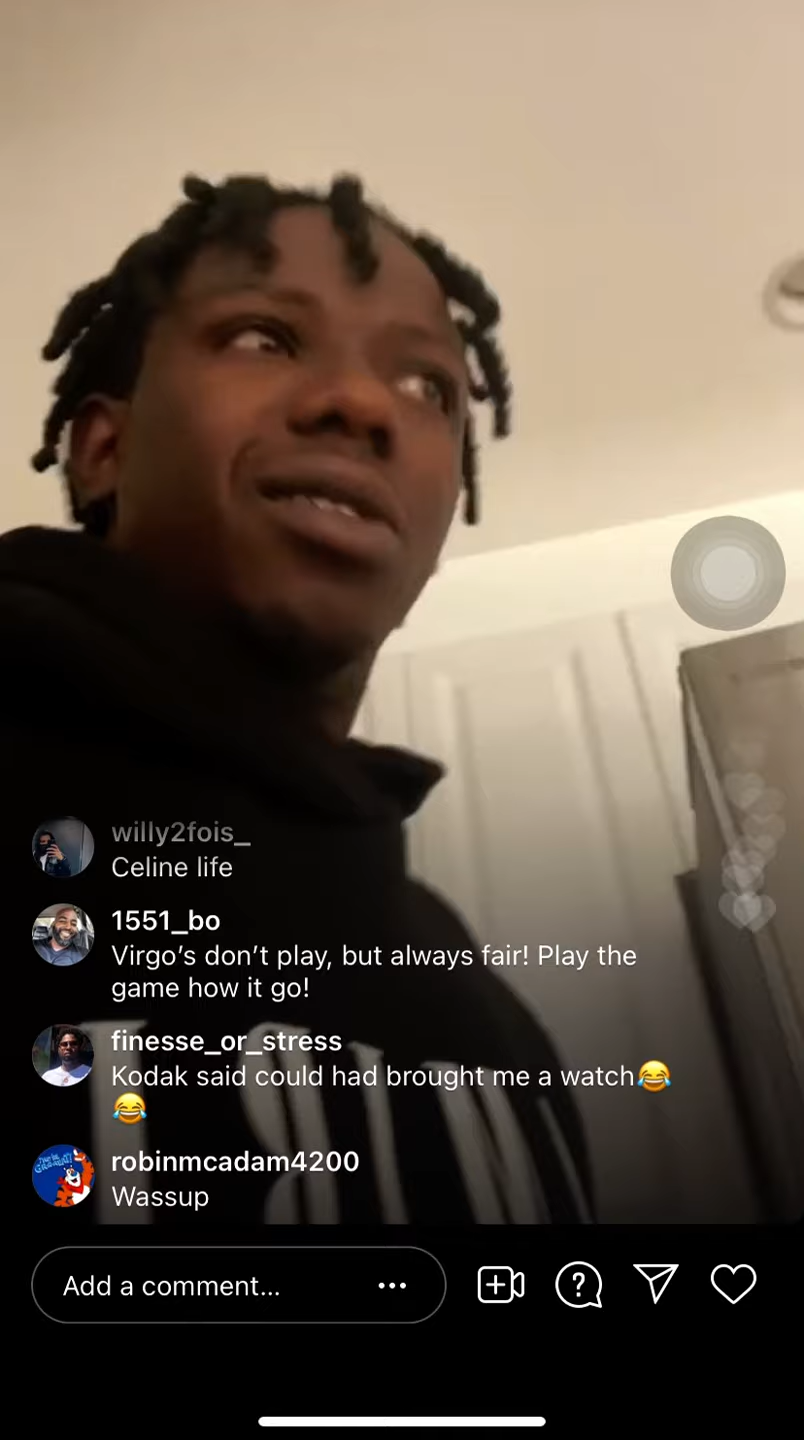 willy2fois_
Celine life
1551_bo
Virgo’s don’t play, but always fair! Play the
game how it go!
finesse_or_stress
Kodak said could had brought me a watch😂
😂
robinmcadam4200
Wassup
Add a comment...